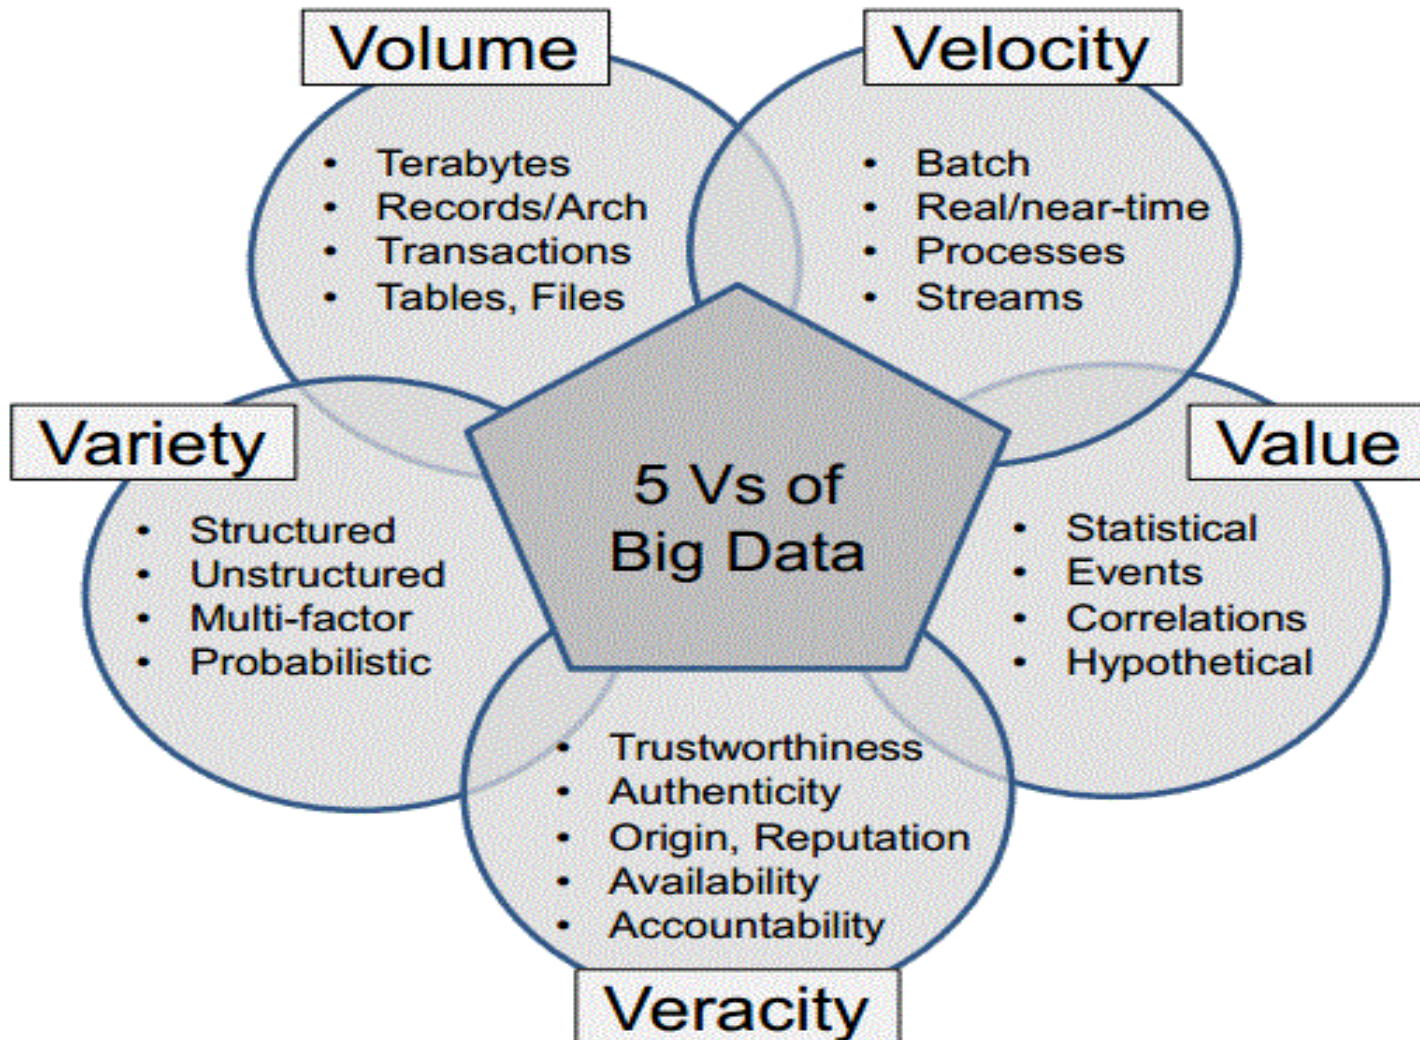 Volume
• Terabytes
• Records/Arch
• Transactions
• Tables, Files
Velocity
• Batch
• Real/near-time
• Processes
• Streams
Variety
• Structured
• Unstructured
• Multi-factor
• Probabilistic
5 Vs of
Big Data
Value
• Statistical
• Events
• Correlations
• Hypothetical
• Trustworthiness
• Authenticity
• Origin, Reputation
• Availability
• Accountability
Veracity